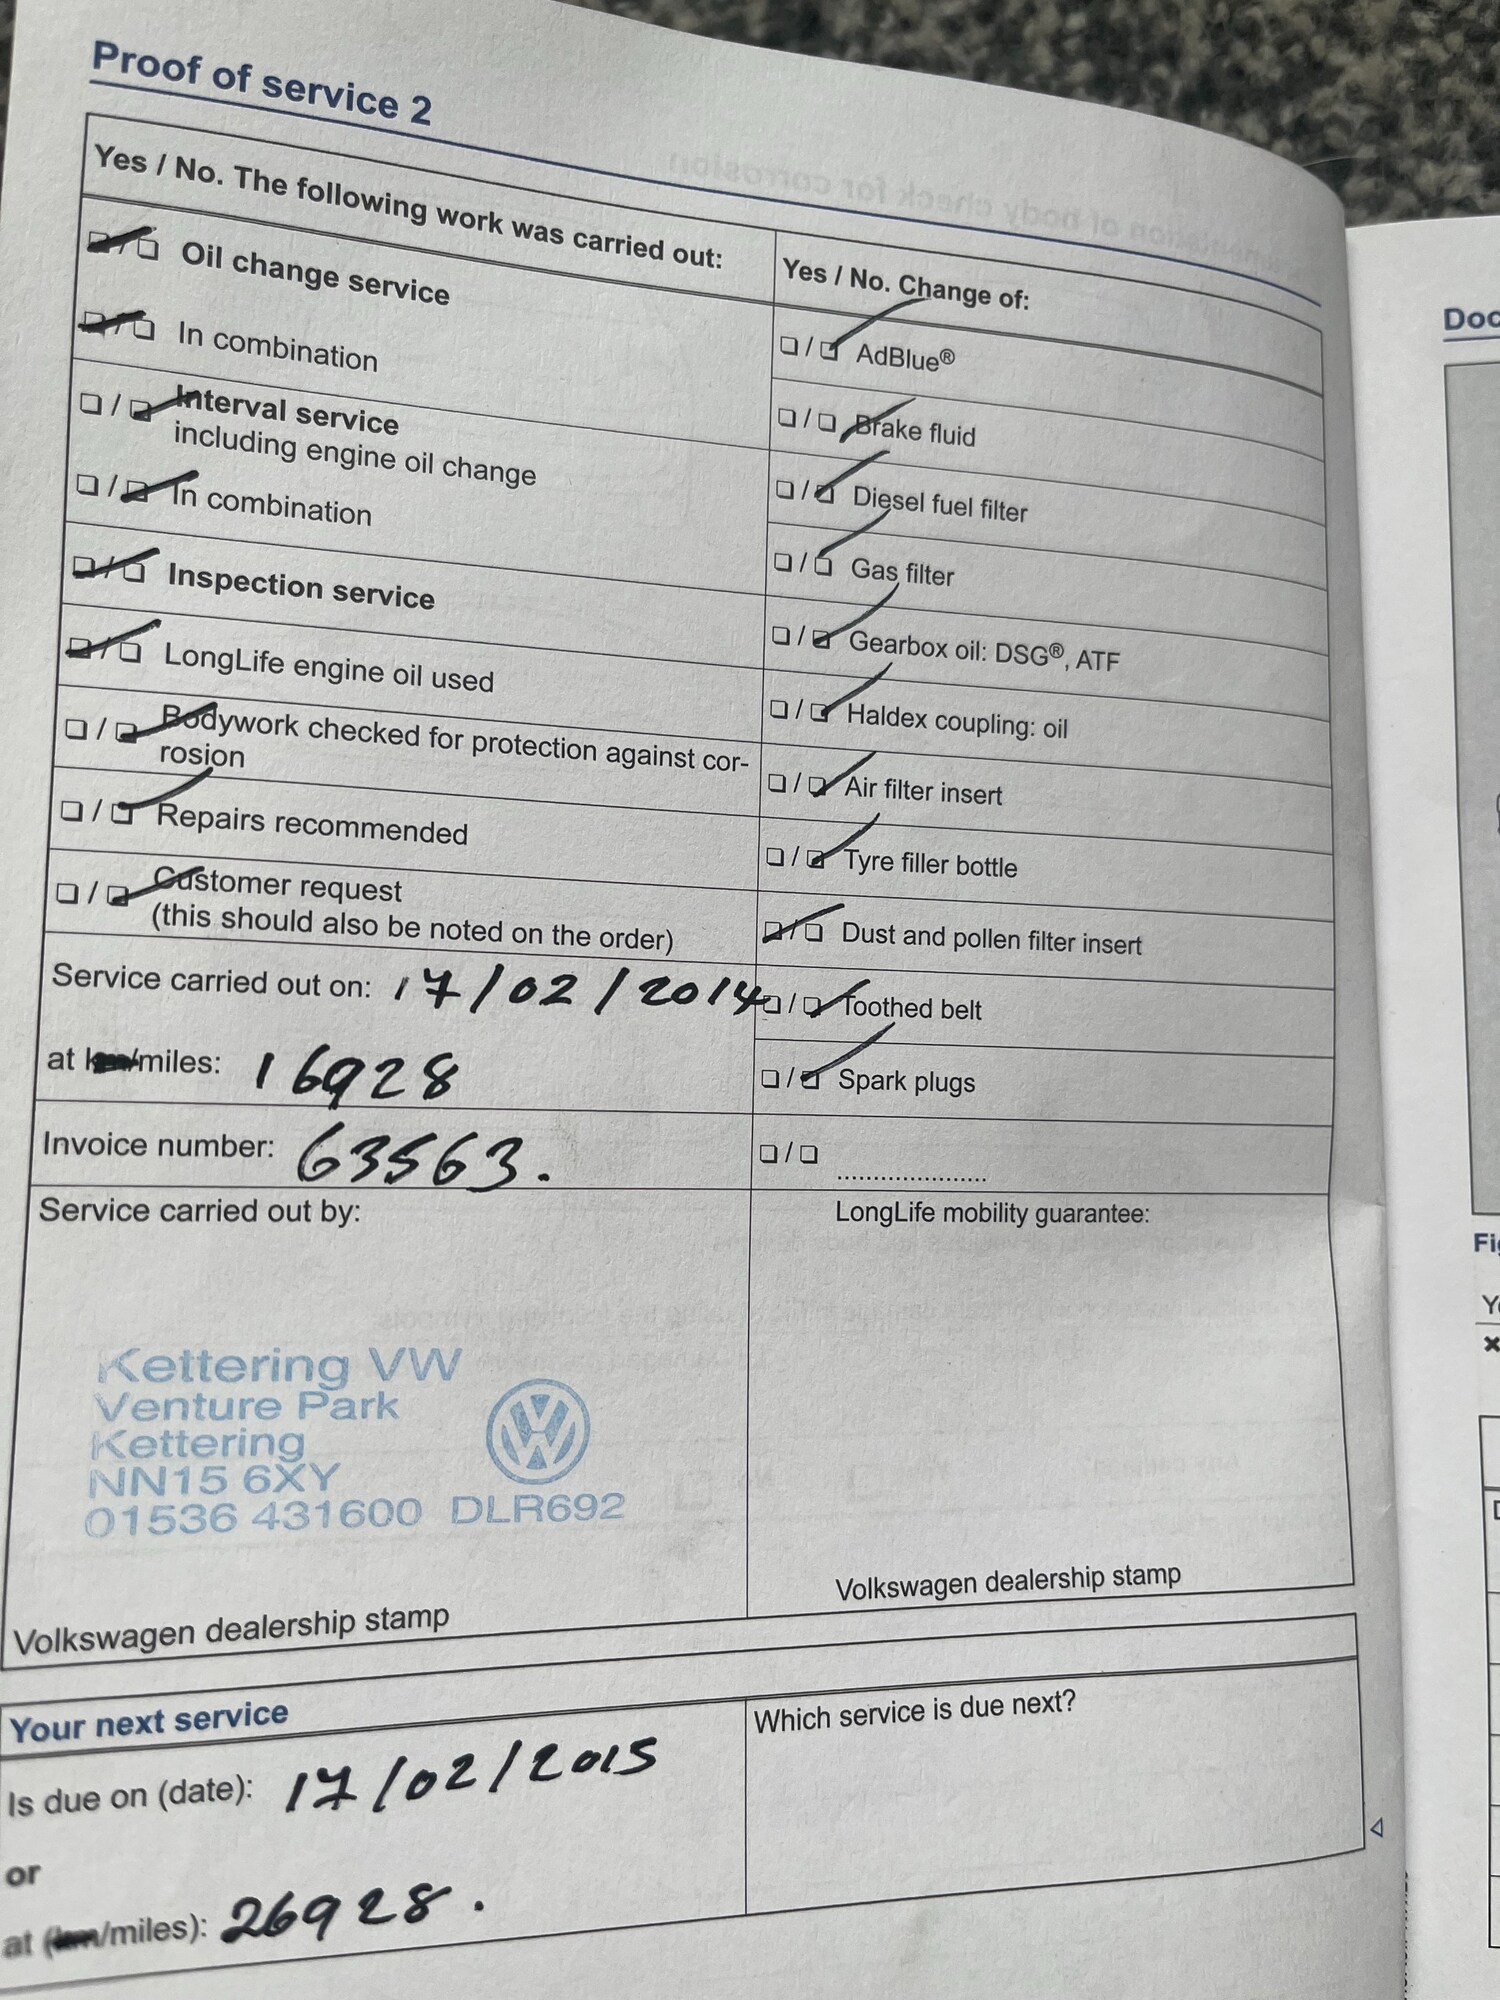 Proof of service 2
Yes / No. The following work was carried out:
Oil change service
In combination
Interval service
including engine oil change
In combination
Inspection service
LongLife engine oil used
Bodywork checked for protection against cor-
rosion
Repairs recommended
Customer request
(this should also be noted on the order)
Service carried out on: 17/02/2014
at km/miles: 16928
Invoice number: 63563.
Service carried out by:
Kettering VW
Venture Park
Kettering
NN15 6XY
01536 431600 DLR692
Volkswagen dealership stamp
Yes / No. Change of:
AdBlue®
Brake fluid
Diesel fuel filter
Gas filter
Gearbox oil: DSG®, ATF
Haldex coupling: oil
Air filter insert
Tyre filler bottle
Dust and pollen filter insert
Toothed belt
Spark plugs
LongLife mobility guarantee:
Volkswagen dealership stamp
Your next service
Is due on (date): 17/02/2015
or
at (km/miles): 26928.
Which service is due next?